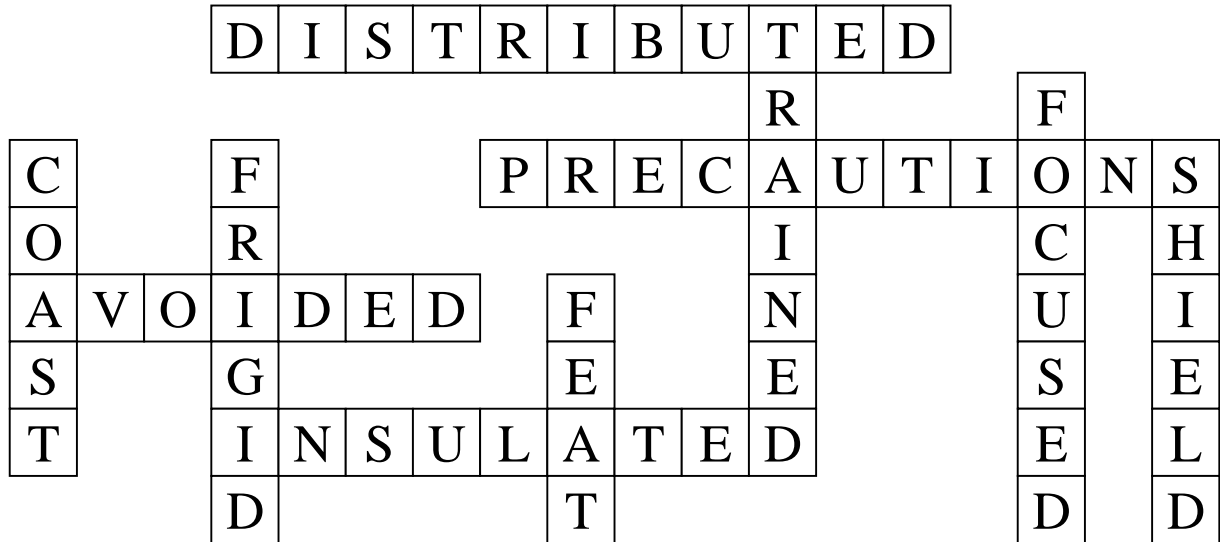 DISTRIBUTED
R F
C F PRECAUTIONS
O R I C H
AVOIDED F N U I
S G E E S E
T INSULATED E L
D T D D